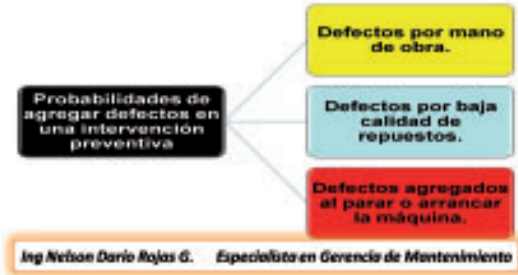 Probabilidades de
agregar defectos en
una intervención
preventiva
Defectos por mano
de obra.
Defectos por baja
calidad de
repuestos.
Defectos agregados
al parar o arrancar
la máquina.
Ing Nelson Darío Rojas G. Especialista en Gerencia de Mantenimiento